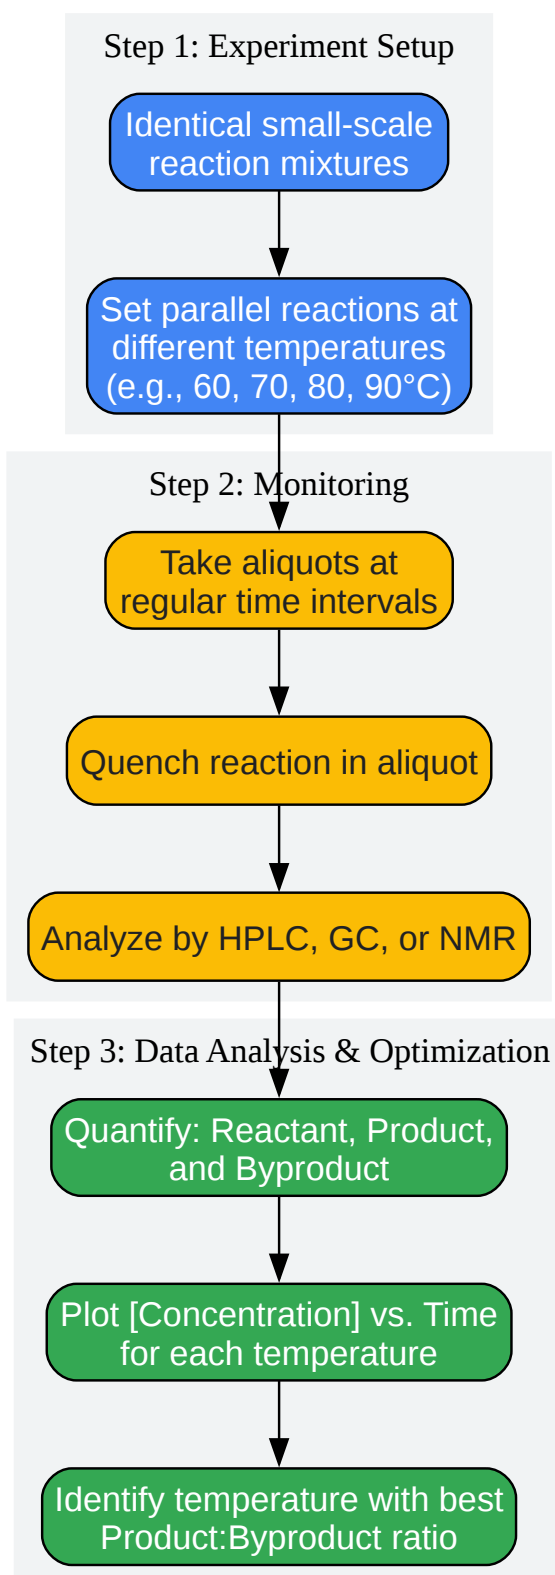 Step 1: Experiment Setup
Identical small-scale
reaction mixtures
Set parallel reactions at
different temperatures
(e.g., 60, 70, 80, 90°C)
Step 2: Monitoring
Take aliquots at
regular time intervals
Quench reaction in aliquot
Analyze by HPLC, GC, or NMR
Step 3: Data Analysis & Optimization
Quantify: Reactant, Product,
and Byproduct
Plot [Concentration] vs. Time
for each temperature
Identify temperature with best
Product:Byproduct ratio